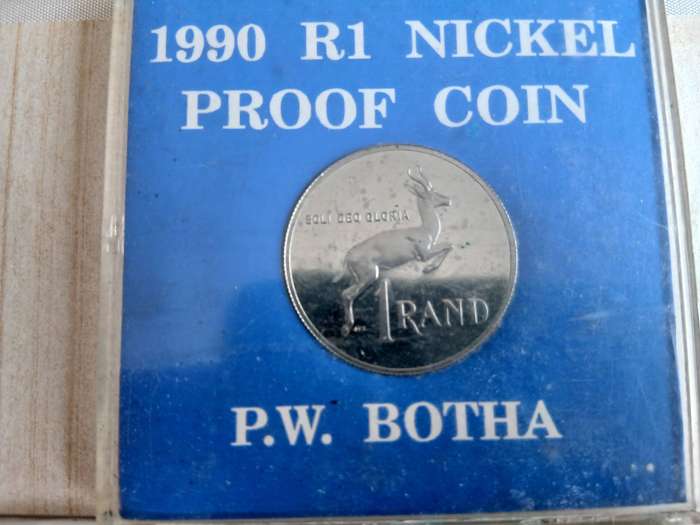 1990 R1 NICKEL
PROOF COIN
SOLI DEO GLORIA
1 RAND
P.W. BOTHA